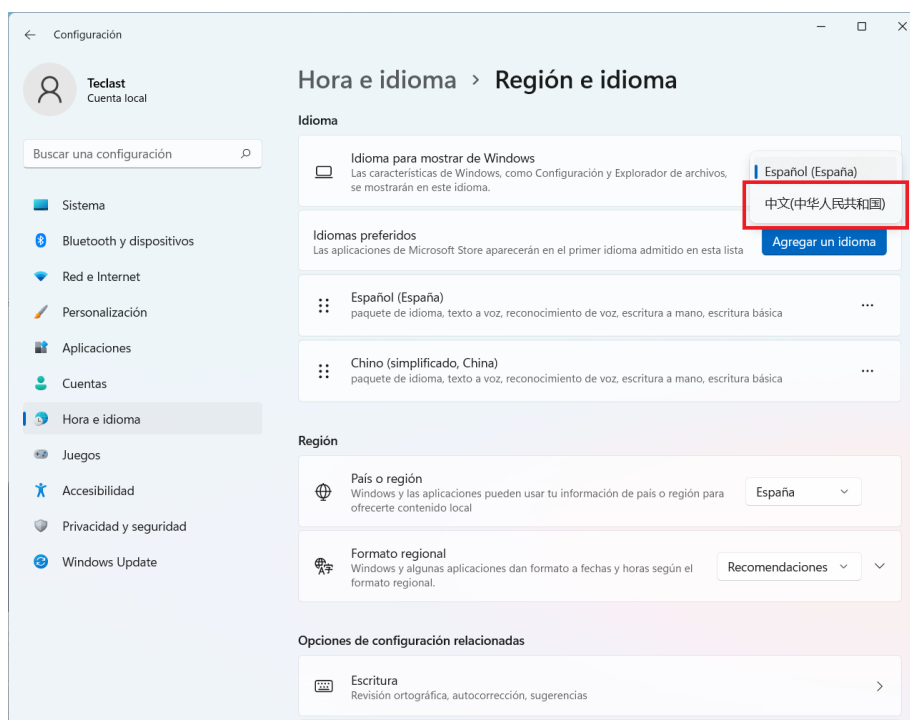 Configuración
Teclast
Cuenta local
Buscar una configuración
Sistema
Bluetooth y dispositivos
Red e Internet
Personalización
Aplicaciones
Cuentas
Hora e idioma
Juegos
Accesibilidad
Privacidad y seguridad
Windows Update
Hora e idioma > Región e idioma
Idioma
Idioma para mostrar de Windows
Las características de Windows, como Configuración y Explorador de archivos,
se mostrarán en este idioma.
Español (España)
中文(中华人民共和国)
Idiomas preferidos
Las aplicaciones de Microsoft Store aparecerán en el primer idioma admitido en esta lista
Agregar un idioma
Español (España)
paquete de idioma, texto a voz, reconocimiento de voz, escritura a mano, escritura básica
Chino (simplificado, China)
paquete de idioma, texto a voz, reconocimiento de voz, escritura a mano, escritura básica
Región
País o región
Windows y las aplicaciones pueden usar tu información de país o región para
ofrecerte contenido local
España
Formato regional
Windows y algunas aplicaciones dan formato a fechas y horas según el
formato regional.
Recomendaciones
Opciones de configuración relacionadas
Escritura
Revisión ortográfica, autocorrección, sugerencias